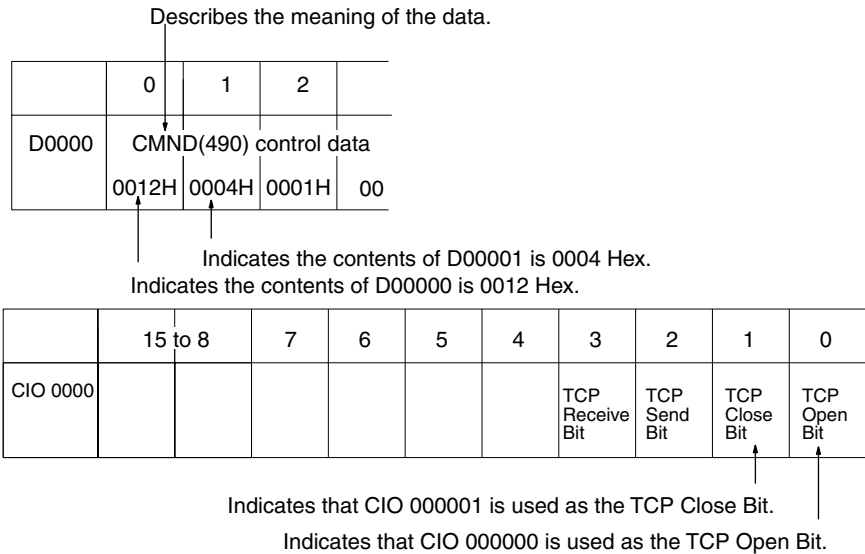 Describes the meaning of the data.
0 1 2
D0000 CMND(490) control data
0012H 0004H 0001H 00
Indicates the contents of D00001 is 0004 Hex.
Indicates the contents of D00000 is 0012 Hex.
15 to 8 7 6 5 4 3 2 1 0
CIO 0000 TCP TCP TCP TCP
Receive Send Close Open
Bit Bit Bit Bit
Indicates that CIO 000001 is used as the TCP Close Bit.
Indicates that CIO 000000 is used as the TCP Open Bit.